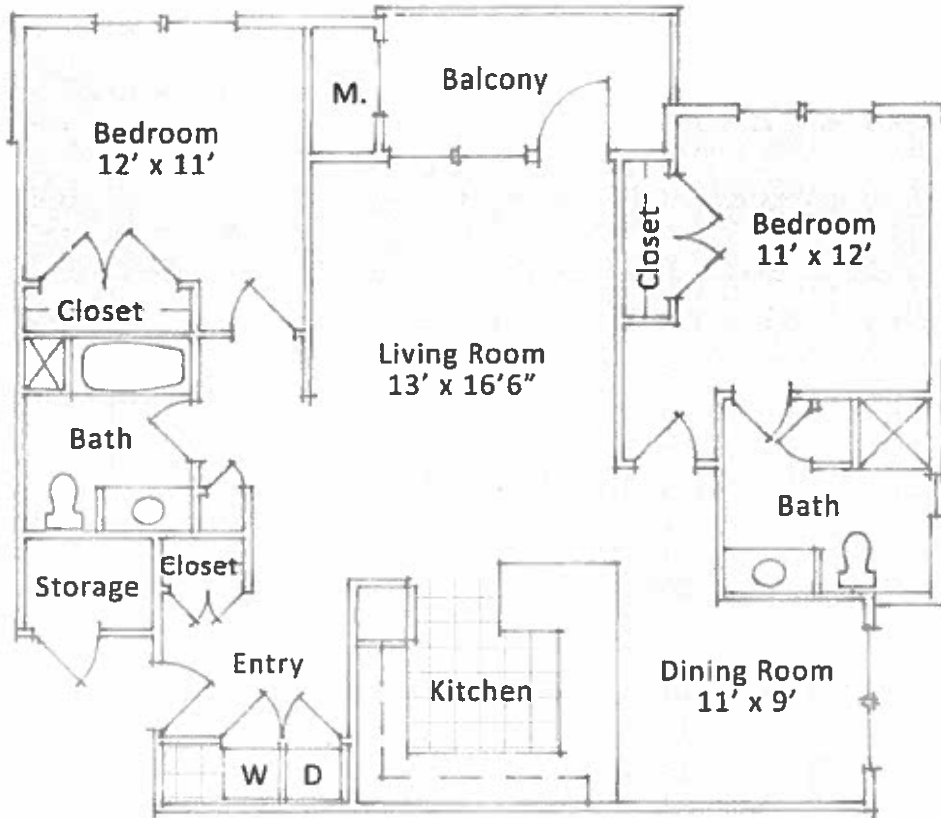 Balcony
M.
Bedroom
12’ x 11’
Closet
Bedroom
11’ x 12’
Closet
Living Room
13’ x 16’6”
Bath
Bath
Storage
Closet
Entry
Kitchen
Dining Room
11’ x 9’
W
D